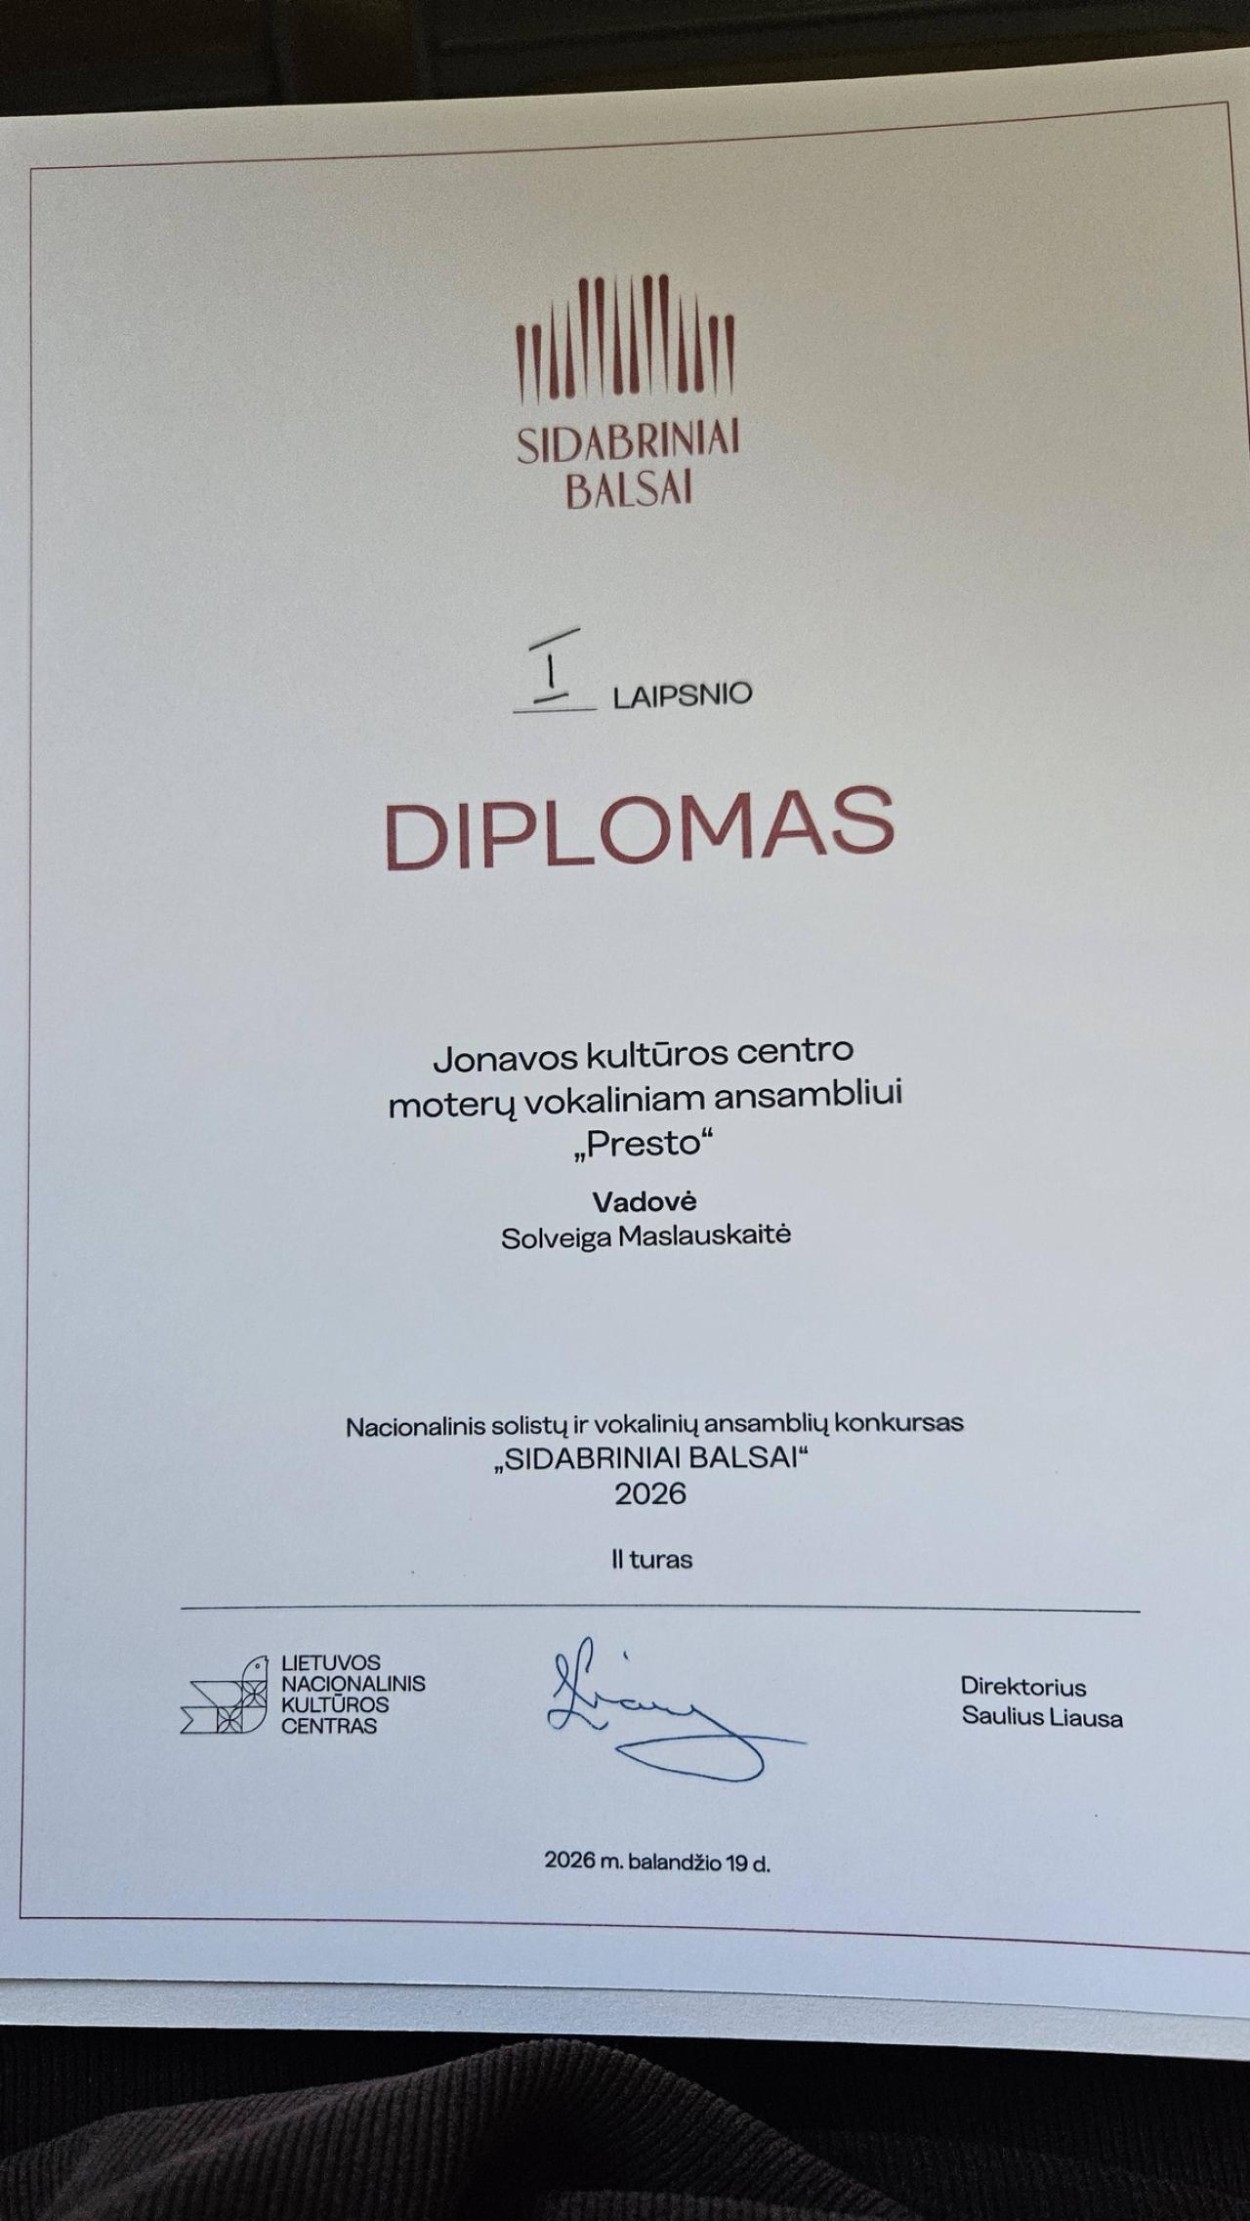 SIDABRINIAI
BALSAI
I LAIPSNIO
DIPLOMAS
Jonavos kultūros centro
moterų vokaliniam ansambliui
„Presto“
Vadovė
Solveiga Maslauskaitė
Nacionalinis solistų ir vokalinių ansamblių konkursas
„SIDABRINIAI BALSAI“
2026
II turas
LIETUVOS
NACIONALINIS
KULTŪROS
CENTRAS
Direktorius
Saulius Liausa
2026 m. balandžio 19 d.